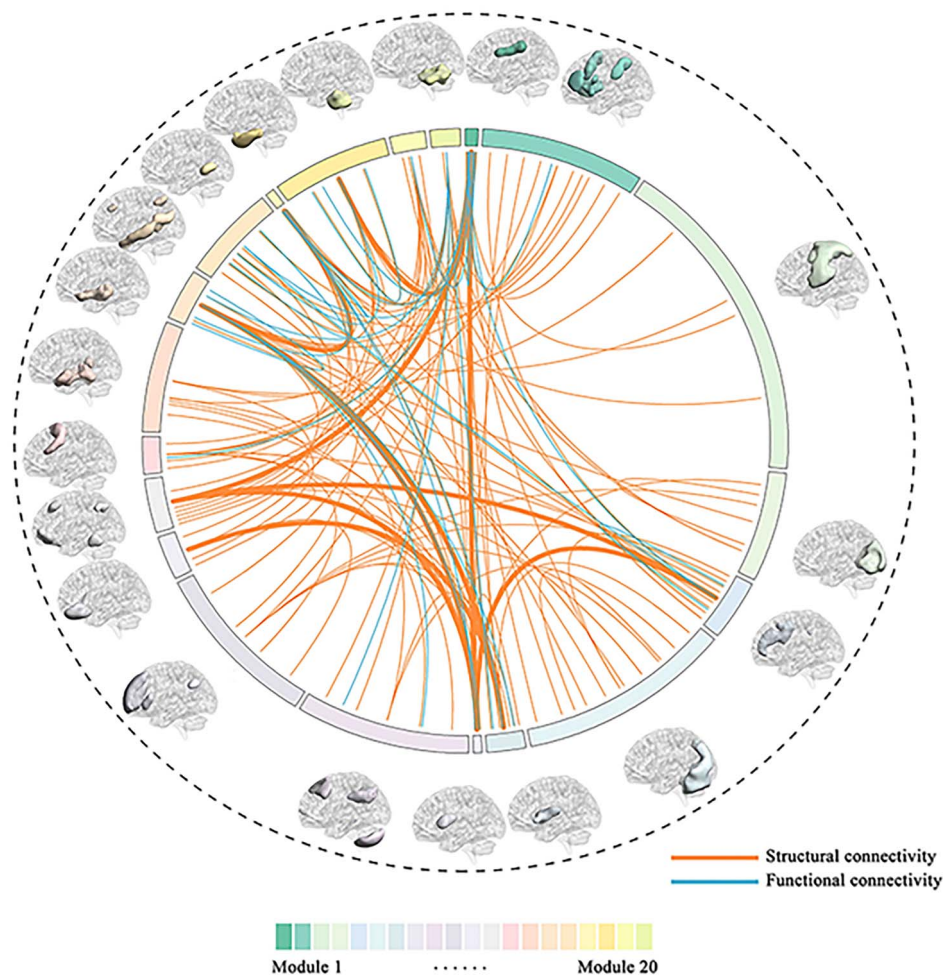 Structural connectivity
Functional connectivity
Module 1 ...... Module 20